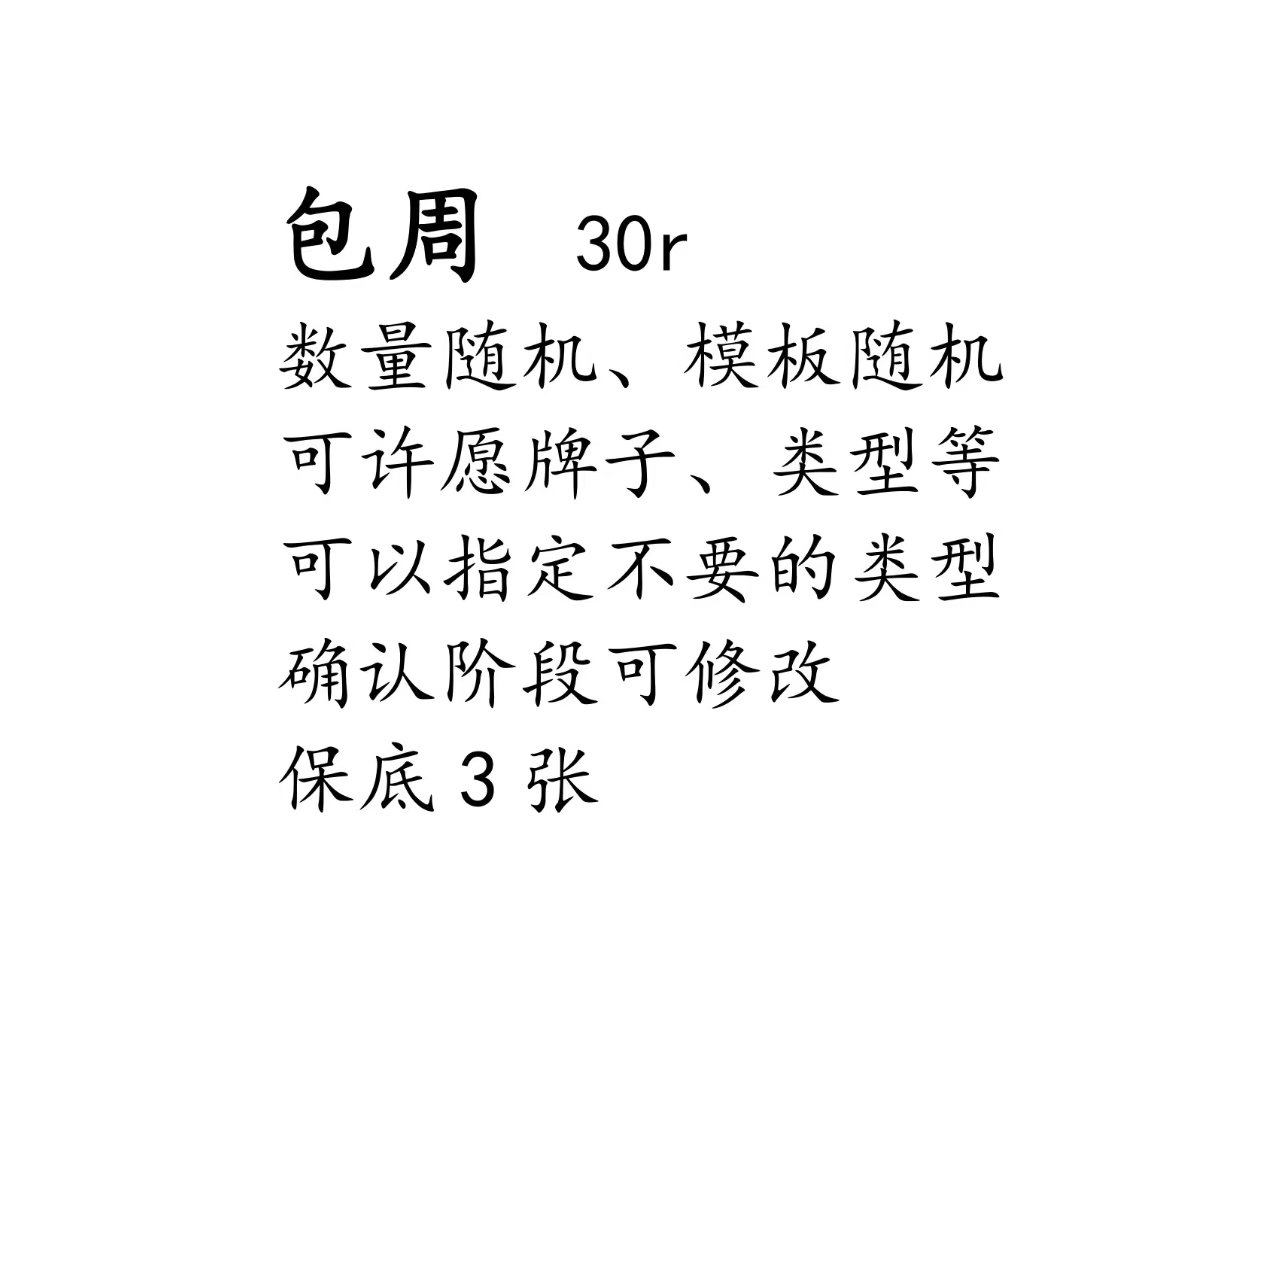 包周 30r
数量随机、模板随机
可许愿牌子、类型等
可以指定不要的类型
确认阶段可修改
保底 3 张